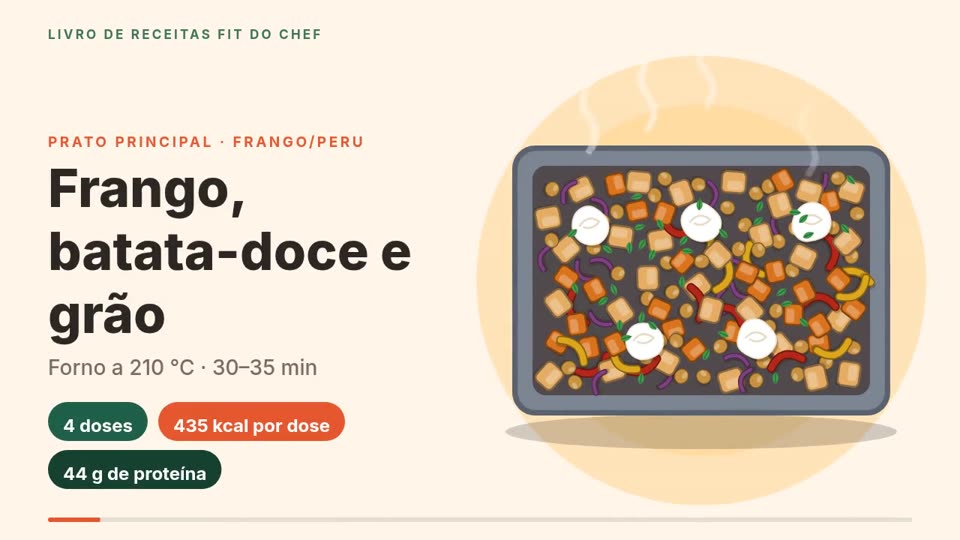 LIVRO DE RECEITAS FIT DO CHEF
PRATO PRINCIPAL · FRANGO/PERU
Frango,
batata-doce e
grão
Forno a 210 °C · 30–35 min
4 doses
435 kcal por dose
44 g de proteína